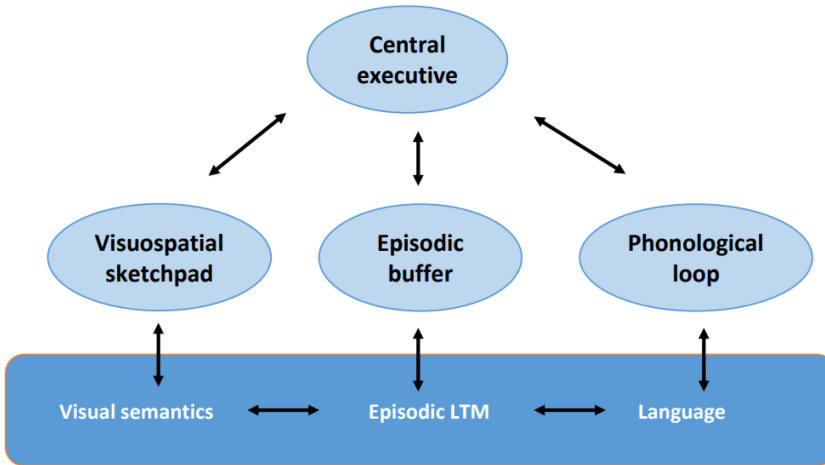 Central
executive
Visuospatial
sketchpad
Episodic
buffer
Phonological
loop
Visual semantics
Episodic LTM
Language